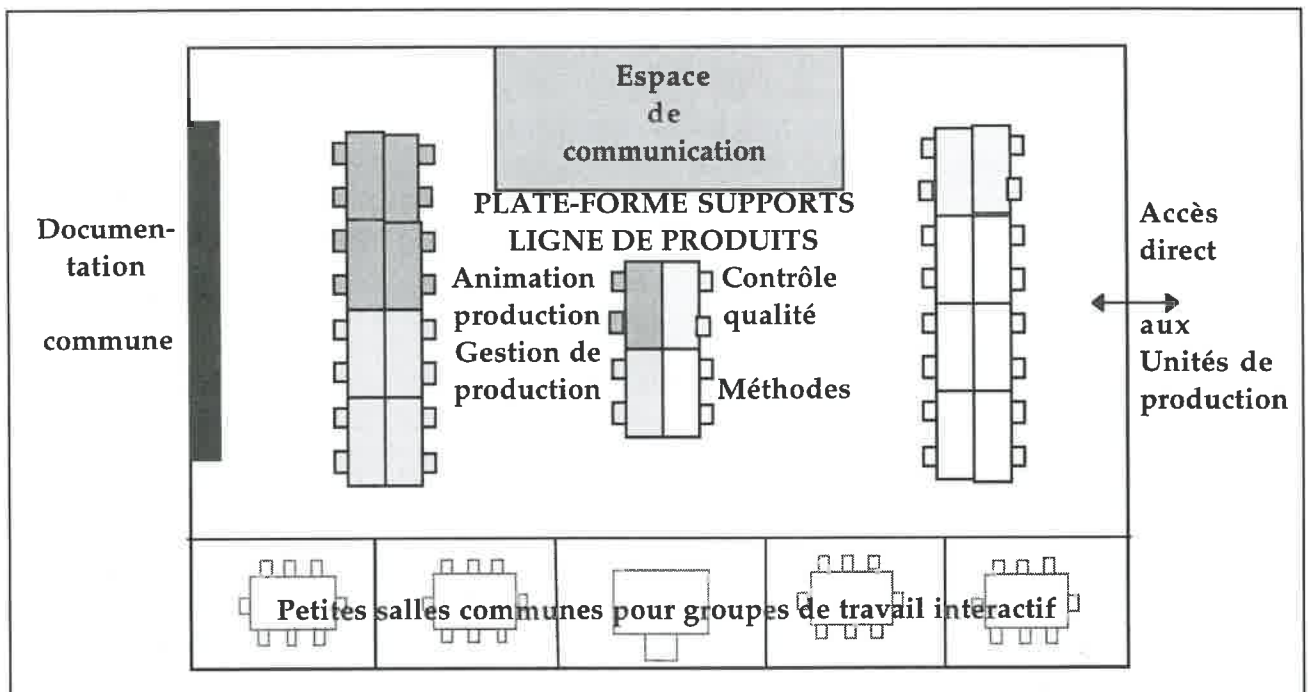 Espace
de
communication
PLATE-FORME SUPPORTS
LIGNE DE PRODUITS
Documen-
tation
commune
Animation
production
Gestion de
production
Contrôle
qualité
Méthodes
Accès
direct
aux
Unités de
production
Petites salles communes pour groupes de travail interactif